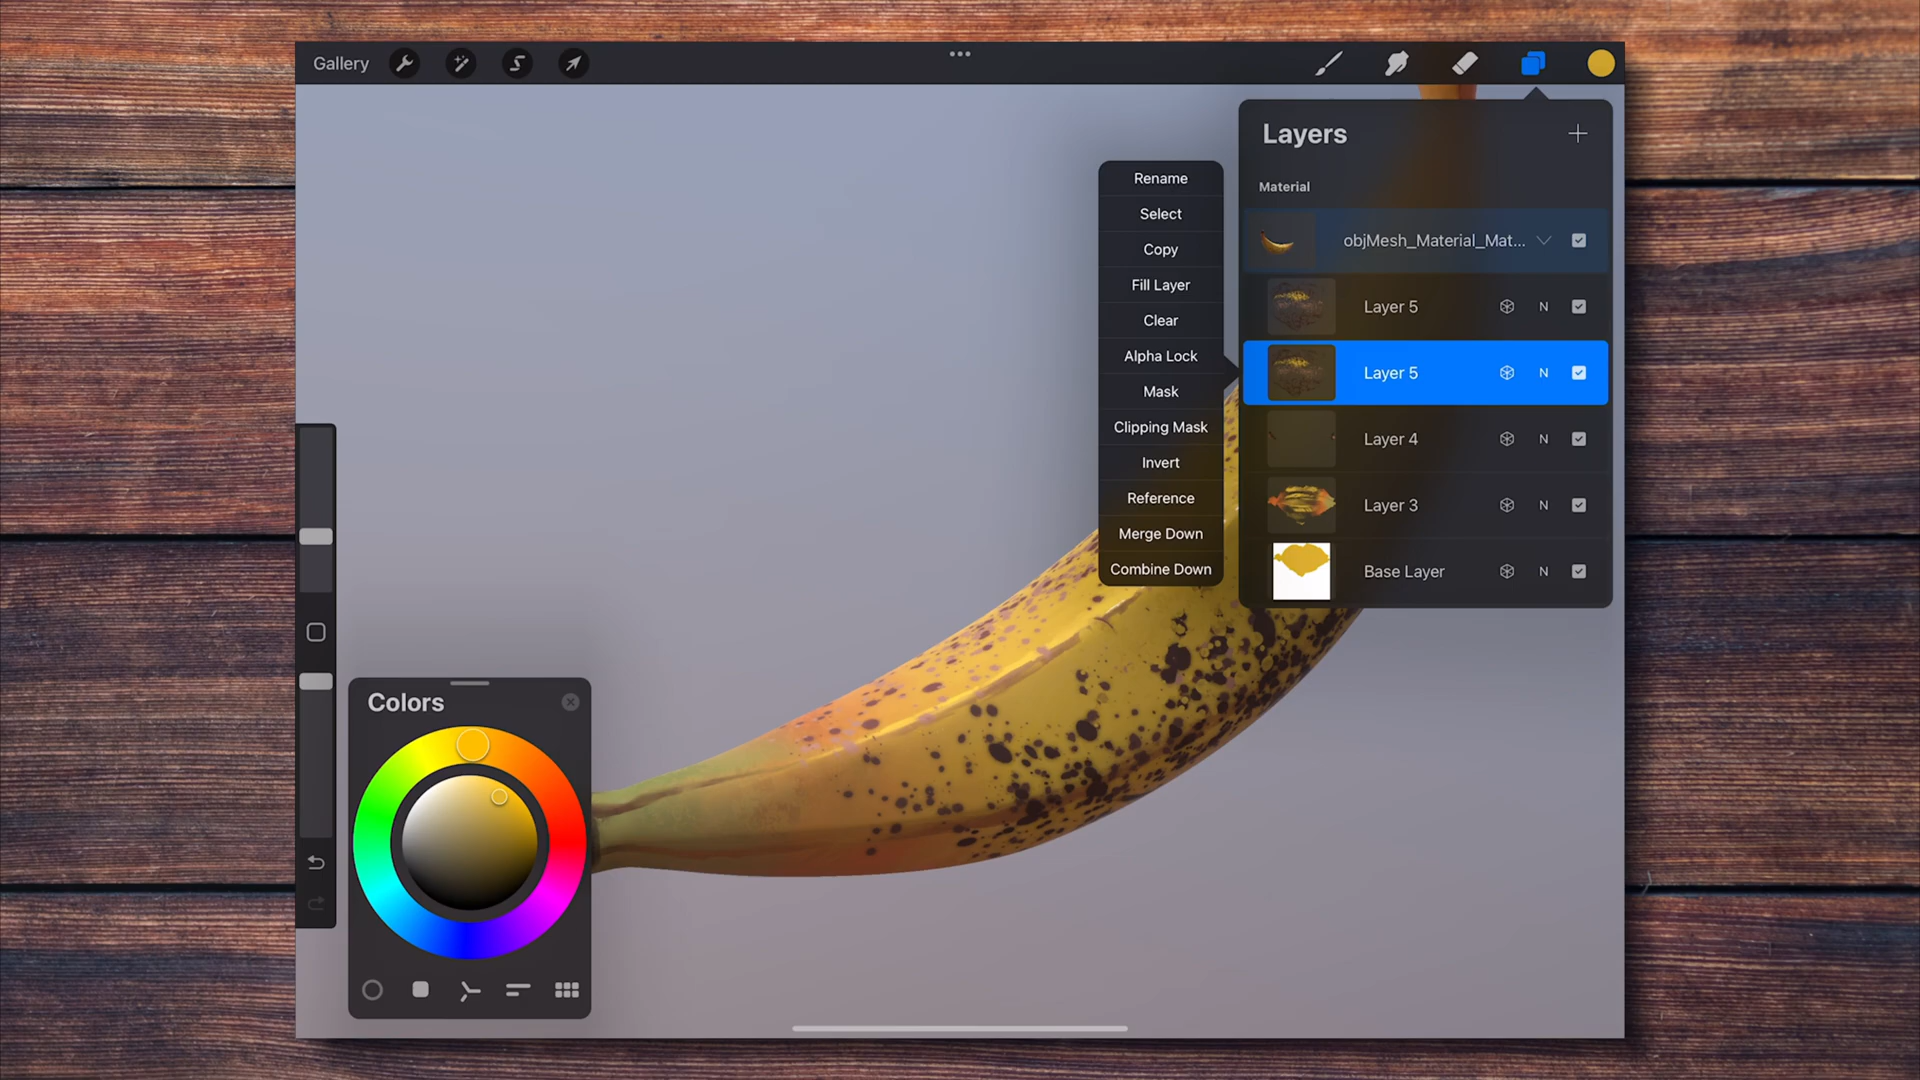 Gallery
Layers
Material
objMesh_Material_Mat...
Layer 5
N
Layer 5
N
Layer 4
N
Layer 3
N
Base Layer
N
Rename
Select
Copy
Fill Layer
Clear
Alpha Lock
Mask
Clipping Mask
Invert
Reference
Merge Down
Combine Down
Colors